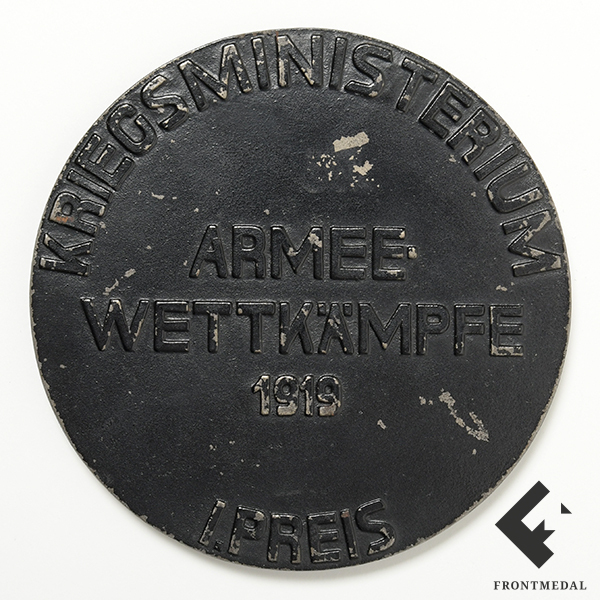 KRIEGSMINISTERIUM
ARMEE-
WETTKÄMPFE
1919
I.PREIS
FRONTMEDAL